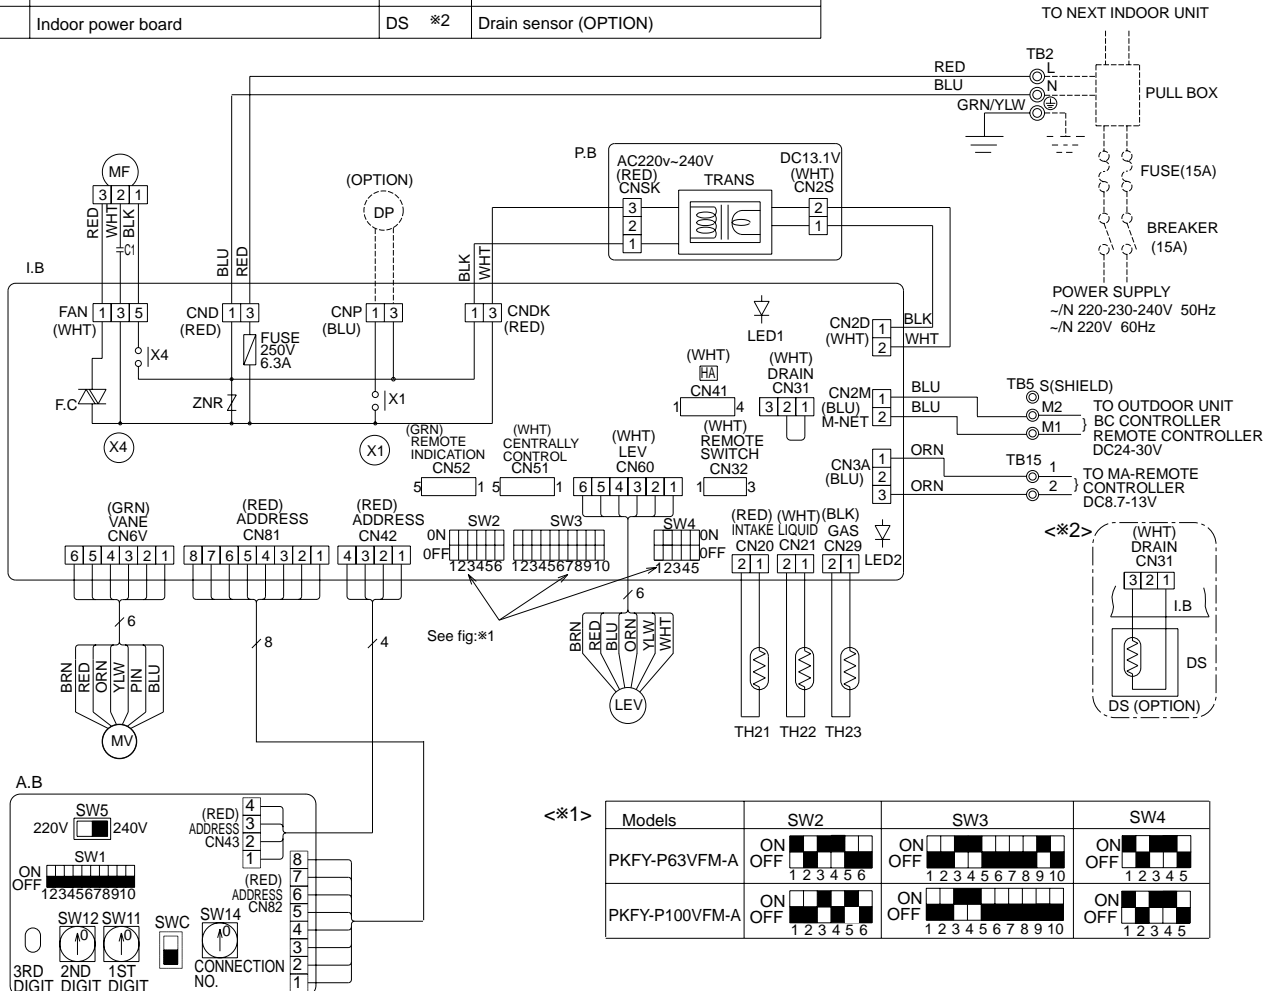 Indoor power board
DS ※2
Drain sensor (OPTION)
TO NEXT INDOOR UNIT
TB2
RED
L
BLU
N
GRN/YLW
PULL BOX
FUSE(15A)
BREAKER
(15A)
POWER SUPPLY
~/N 220-230-240V 50Hz
~/N 220V 60Hz
P.B
AC220v~240V
(RED)
CNSK
TRANS
DC13.1V
(WHT)
CN2S
3
2
1
2
1
MF
3 2 1
RED
WHT
BLK
C1
(OPTION)
DP
BLU
RED
BLK
WHT
I.B
FAN
(WHT)
1 3 5
CND
(RED)
1 3
CNP
(BLU)
1 3
1 3
CNDK
(RED)
FUSE
250V
6.3A
X4
F.C
ZNR
X1
X4
X1
LED1
CN2D
(WHT)
1
2
BLK
WHT
(WHT)
HA
CN41
1 4
(WHT)
DRAIN
CN31
3 2 1
CN2M
(BLU)
M-NET
1
2
BLU
BLU
TB5 S(SHIELD)
M2
M1
TO OUTDOOR UNIT
BC CONTROLLER
REMOTE CONTROLLER
DC24-30V
CN3A
(BLU)
1
2
3
ORN
ORN
TB15
1
2
TO MA-REMOTE
CONTROLLER
DC8.7-13V
(GRN)
REMOTE
INDICATION
CN52
5 1
(WHT)
CENTRALLY
CONTROL
CN51
5 1
(WHT)
LEV
CN60
6 5 4 3 2 1
(WHT)
REMOTE
SWITCH
CN32
1 3
(GRN)
VANE
CN6V
6 5 4 3 2 1
(RED)
ADDRESS
CN81
8 7 6 5 4 3 2 1
(RED)
ADDRESS
CN42
4 3 2 1
SW2
ON
OFF
123456
SW3
12345678910
SW4
ON
OFF
12345
(RED)
INTAKE
CN20
2 1
(WHT)
LIQUID
CN21
2 1
(BLK)
GAS
CN29
2 1
LED2
See fig:※1
6
8
4
6
BRN
RED
ORN
YLW
PIN
BLU
MV
BRN
RED
BLU
ORN
YLW
WHT
LEV
TH21 TH22 TH23
<※2>
(WHT)
DRAIN
CN31
3 2 1
I.B
DS
DS (OPTION)
A.B
SW5
220V 240V
SW1
ON
OFF
12345678910
(RED)
ADDRESS
CN43
4
3
2
1
(RED)
ADDRESS
CN82
8
7
6
5
4
3
2
1
SW12 SW11
SWC
SW14
0
0
0
3RD
DIGIT
2ND
DIGIT
1ST
DIGIT
CONNECTION
NO.
<※1>
Models SW2 SW3 SW4
PKFY-P63VFM-A
ON
OFF
1 2 3 4 5 6
ON
OFF
1 2 3 4 5 6 7 8 9 10
ON
OFF
1 2 3 4 5
PKFY-P100VFM-A
ON
OFF
1 2 3 4 5 6
ON
OFF
1 2 3 4 5 6 7 8 9 10
ON
OFF
1 2 3 4 5